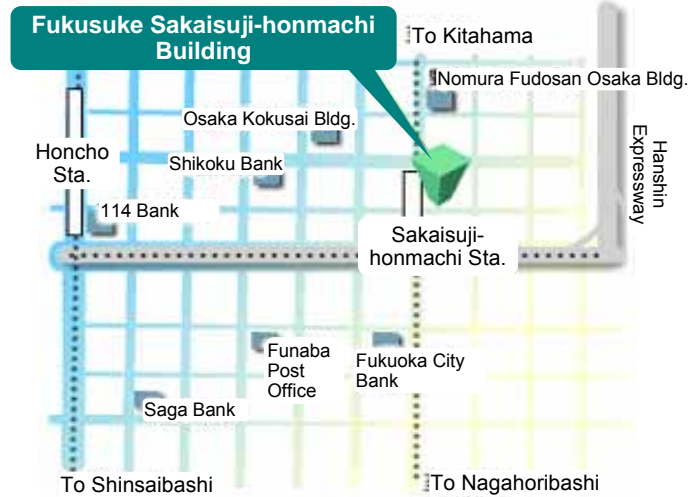 Fukusuke Sakaisuji-honmachi
Building
To Kitahama
Nomura Fudosan Osaka Bldg.
Osaka Kokusai Bldg.
Honcho
Sta.
Shikoku Bank
Hanshin
Expressway
114 Bank
Sakaisuji-
honmachi Sta.
Funaba
Post
Office
Fukuoka City
Bank
Saga Bank
To Shinsaibashi
To Nagahoribashi